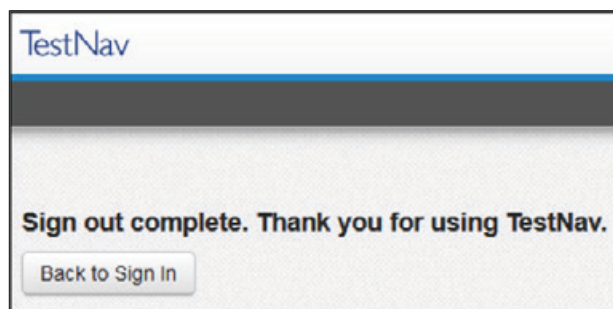 TestNav
Sign out complete. Thank you for using TestNav.
Back to Sign In